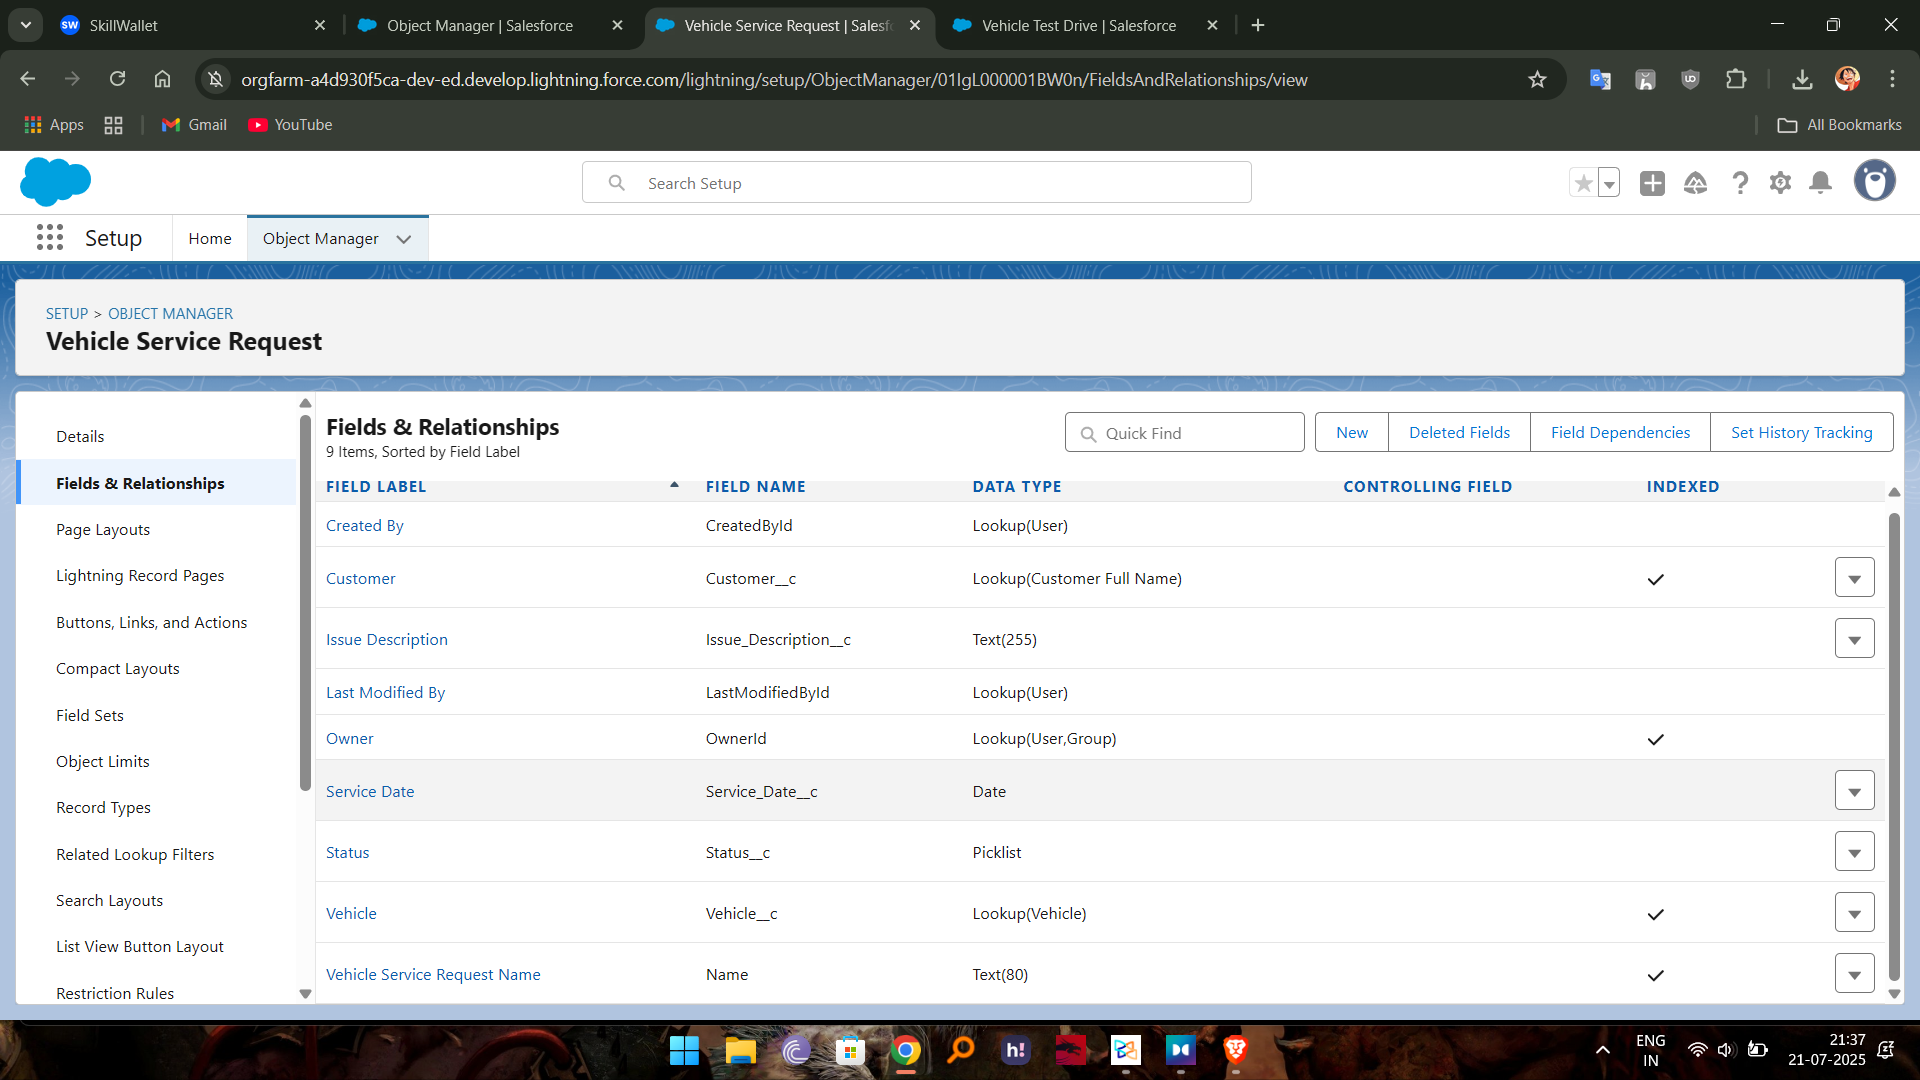 SW SkillWallet
Object Manager | Salesforce
Vehicle Service Request | Salesf
Vehicle Test Drive | Salesforce
orgfarm-a4d930f5ca-dev-ed.develop.lightning.force.com/lightning/setup/ObjectManager/01IgL000001BW0n/FieldsAndRelationships/view
Apps
Gmail
YouTube
All Bookmarks
Search Setup
Setup
Home
Object Manager
SETUP > OBJECT MANAGER
Vehicle Service Request
Details
Fields & Relationships
Page Layouts
Lightning Record Pages
Buttons, Links, and Actions
Compact Layouts
Field Sets
Object Limits
Record Types
Related Lookup Filters
Search Layouts
List View Button Layout
Restriction Rules
Fields & Relationships
9 Items, Sorted by Field Label
Quick Find
New
Deleted Fields
Field Dependencies
Set History Tracking
FIELD LABEL FIELD NAME DATA TYPE CONTROLLING FIELD INDEXED
Created By CreatedById Lookup(User)
Customer Customer__c Lookup(Customer Full Name)
Issue Description Issue_Description__c Text(255)
Last Modified By LastModifiedById Lookup(User)
Owner OwnerId Lookup(User,Group)
Service Date Service_Date__c Date
Status Status__c Picklist
Vehicle Vehicle__c Lookup(Vehicle)
Vehicle Service Request Name Name Text(80)
h!
ENG
IN
21:37
21-07-2025